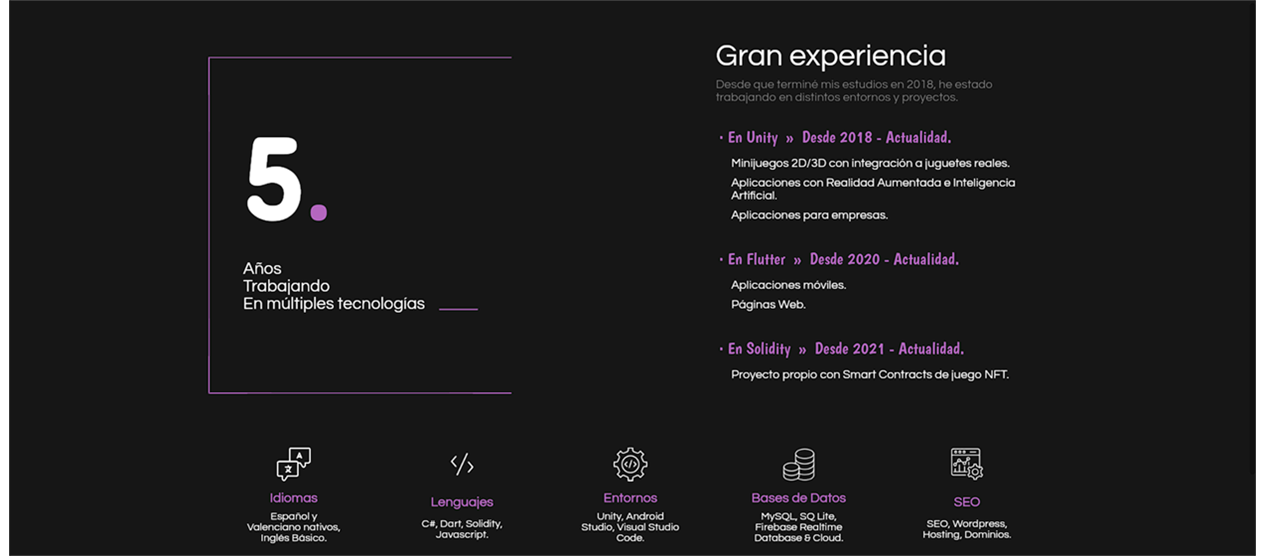 5.
Años
Trabajando
En múltiples tecnologías
Gran experiencia
Desde que terminé mis estudios en 2018, he estado
trabajando en distintos entornos y proyectos.
· En Unity » Desde 2018 - Actualidad.
Minijuegos 2D/3D con integración a juguetes reales.
Aplicaciones con Realidad Aumentada e Inteligencia
Artificial.
Aplicaciones para empresas.
· En Flutter » Desde 2020 - Actualidad.
Aplicaciones móviles.
Páginas Web.
· En Solidity » Desde 2021 - Actualidad.
Proyecto propio con Smart Contracts de juego NFT.
A
文
Idiomas
Español y
Valenciano nativos,
Inglés Básico.
Lenguajes
C#, Dart, Solidity,
Javascript.
Entornos
Unity, Android
Studio, Visual Studio
Code.
Bases de Datos
MySQL, SQ Lite,
Firebase Realtime
Database & Cloud.
SEO
SEO, Wordpress,
Hosting, Dominios.